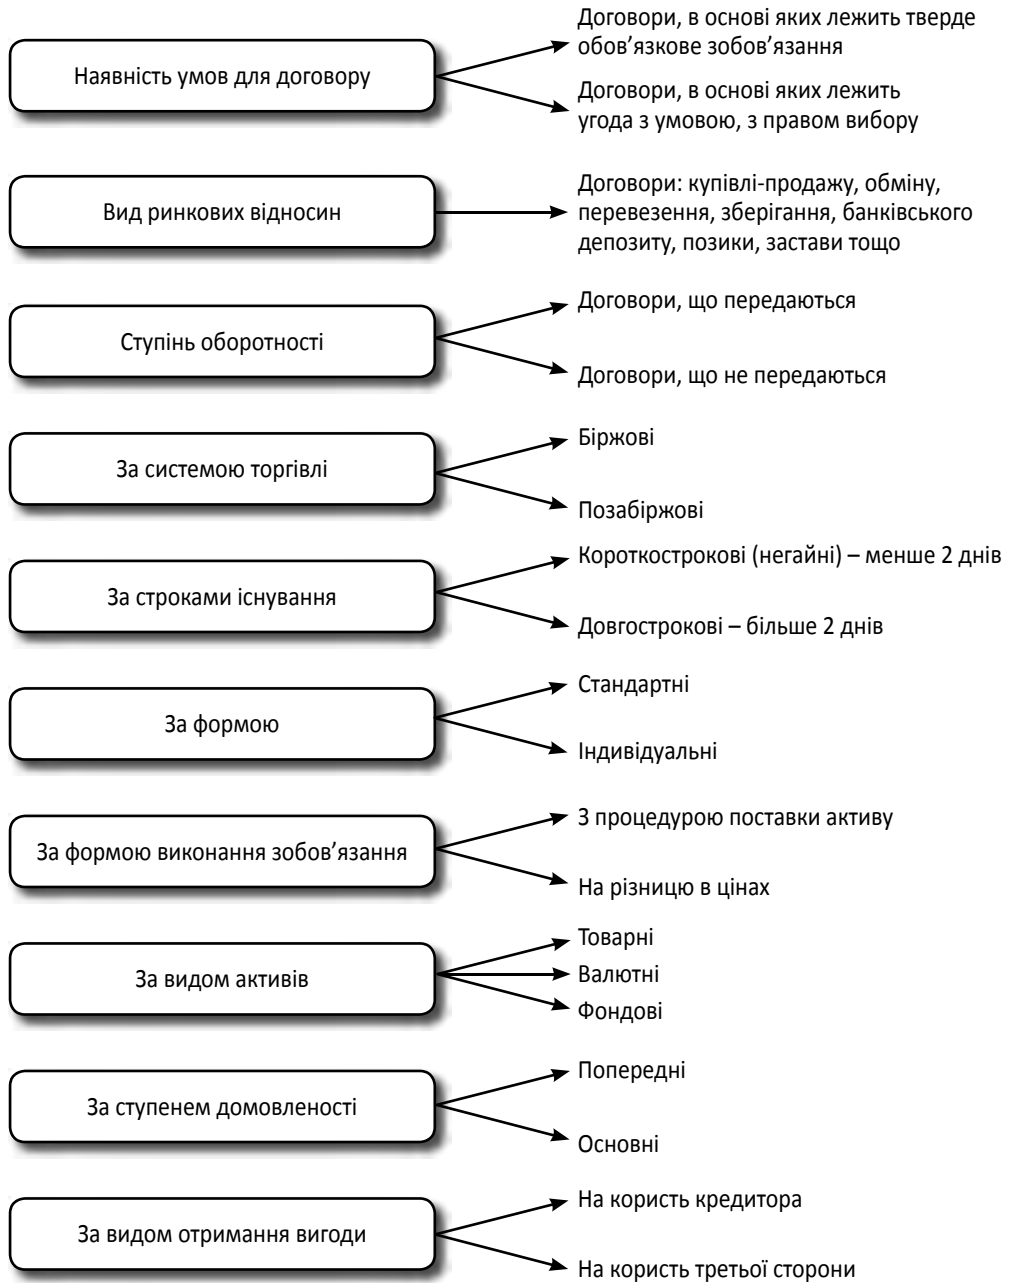 Наявність умов для договору
Договори, в основі яких лежить тверде
обов’язкове зобов’язання
Договори, в основі яких лежить
угода з умовою, з правом вибору
Вид ринкових відносин
Договори: купівлі-продажу, обміну,
перевезення, зберігання, банківського
депозиту, позики, застави тощо
Ступінь оборотності
Договори, що передаються
Договори, що не передаються
За системою торгівлі
Біржові
Позабіржові
За строками існування
Короткострокові (негайні) – менше 2 днів
Довгострокові – більше 2 днів
За формою
Стандартні
Індивідуальні
За формою виконання зобов’язання
З процедурою поставки активу
На різницю в цінах
За видом активів
Товарні
Валютні
Фондові
За ступенем домовленості
Попередні
Основні
За видом отримання вигоди
На користь кредитора
На користь третьої сторони